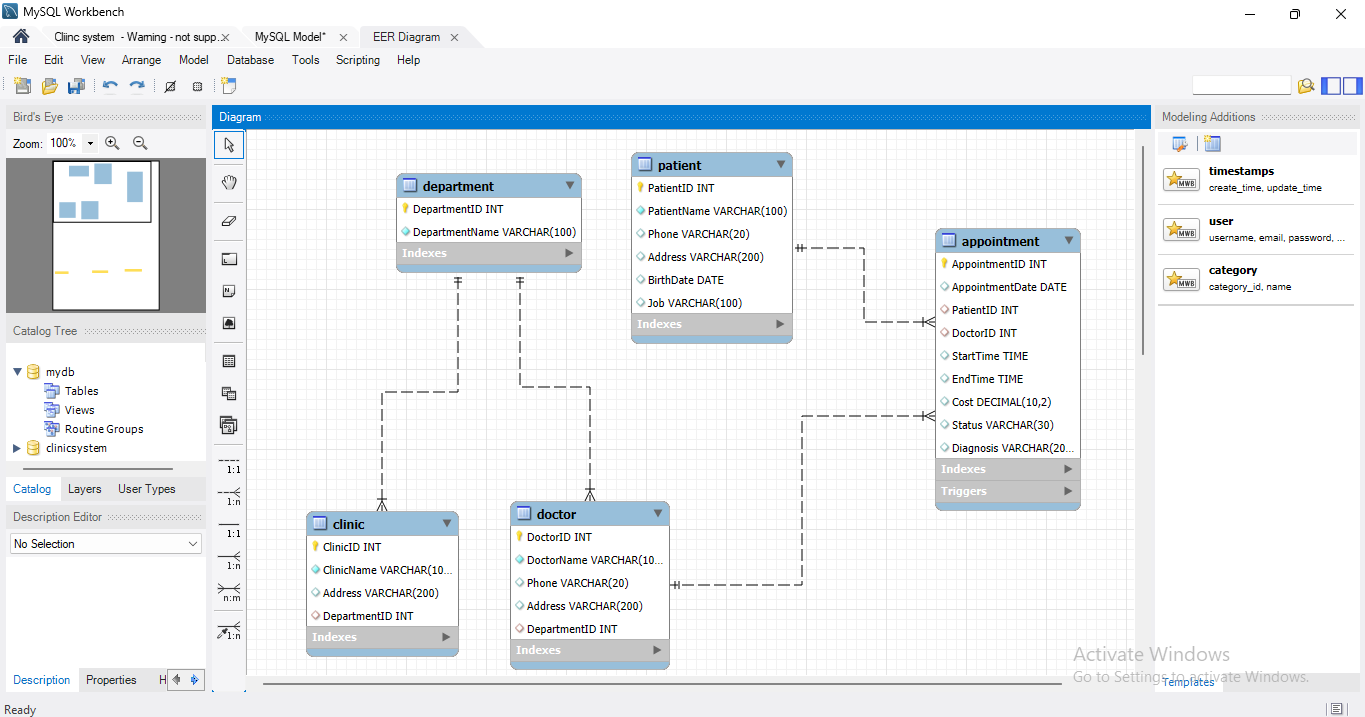 MySQL Workbench
Cliinc system - Warning - not supp..
MySQL Model*
EER Diagram
File Edit View Arrange Model Database Tools Scripting Help
Bird's Eye
Zoom: 100%
Catalog Tree
mydb
Tables
Views
Routine Groups
clinicsystem
Catalog Layers User Types
Description Editor
No Selection
Description Properties H
Ready
Diagram
1:1
1:n
1:1
1:n
n:m
1:n
department
DepartmentID INT
DepartmentName VARCHAR(100)
Indexes
patient
PatientID INT
PatientName VARCHAR(100)
Phone VARCHAR(20)
Address VARCHAR(200)
BirthDate DATE
Job VARCHAR(100)
Indexes
appointment
AppointmentID INT
AppointmentDate DATE
PatientID INT
DoctorID INT
StartTime TIME
EndTime TIME
Cost DECIMAL(10,2)
Status VARCHAR(30)
Diagnosis VARCHAR(20...
Indexes
Triggers
clinic
ClinicID INT
ClinicName VARCHAR(10...
Address VARCHAR(200)
DepartmentID INT
Indexes
doctor
DoctorID INT
DoctorName VARCHAR(10...
Phone VARCHAR(20)
Address VARCHAR(200)
DepartmentID INT
Indexes
Modeling Additions
MWB
timestamps
create_time, update_time
MWB
user
username, email, password, ...
MWB
category
category_id, name
Activate Windows
Go to Settings to activate Windows.
Templates